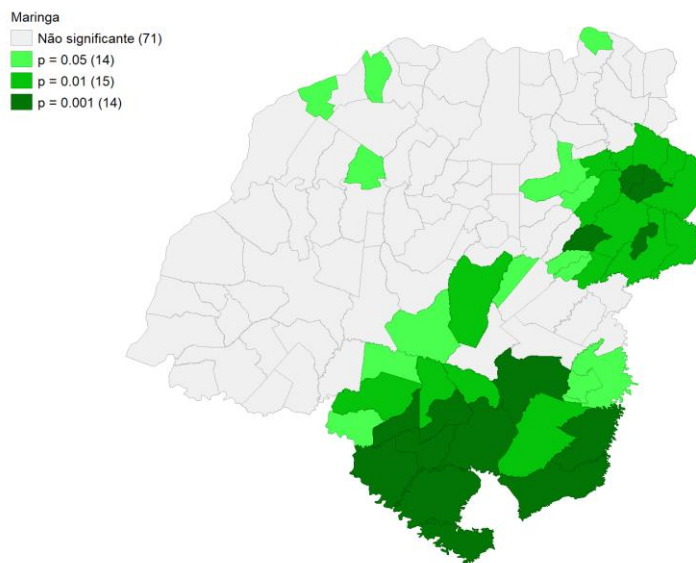 Maringa
Não significante (71)
p = 0.05 (14)
p = 0.01 (15)
p = 0.001 (14)